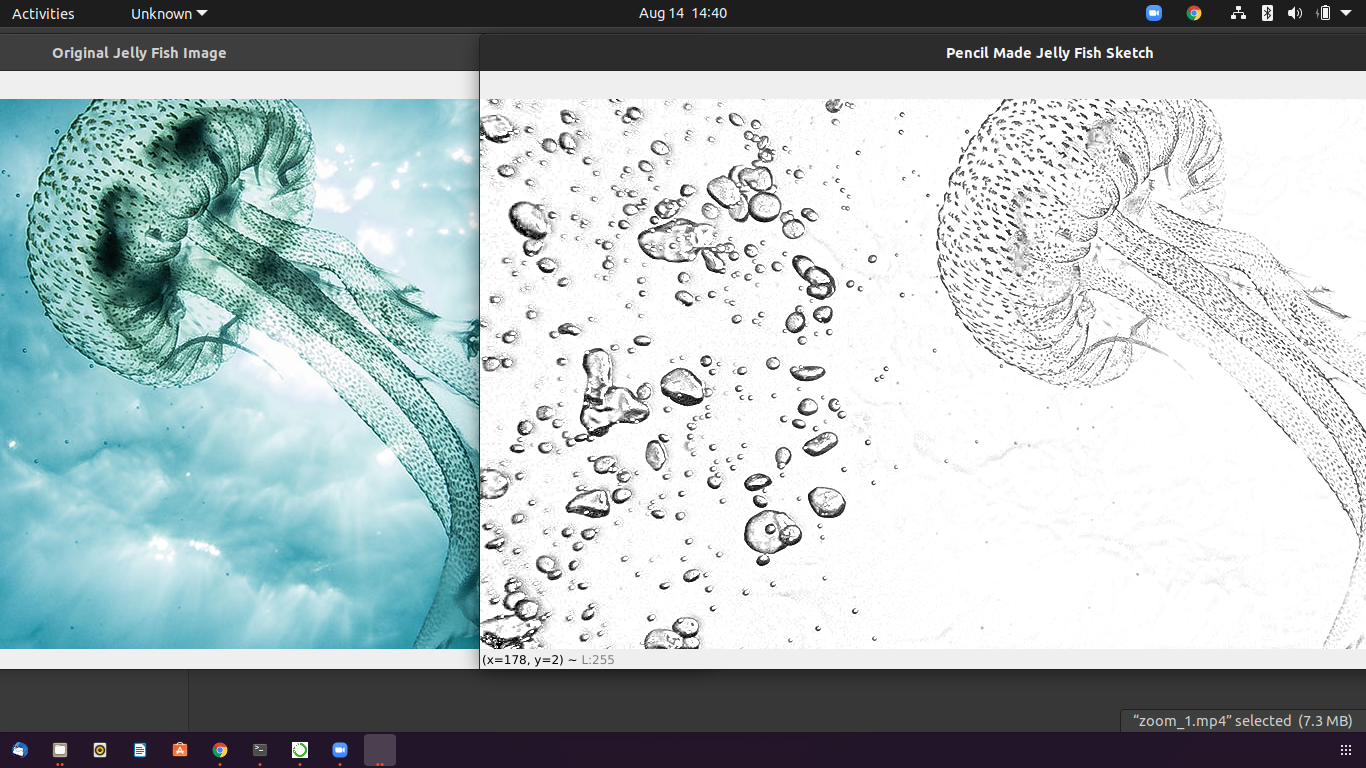 Activities
Unknown
Aug 14 14:40
Original Jelly Fish Image
Pencil Made Jelly Fish Sketch
(x=178, y=2) ~ L:255
“zoom_1.mp4” selected (7.3 MB)